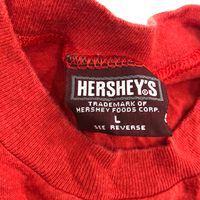 HERSHEY'S
TRADEMARK OF
HERSHEY FOODS CORP.
L
SEE REVERSE